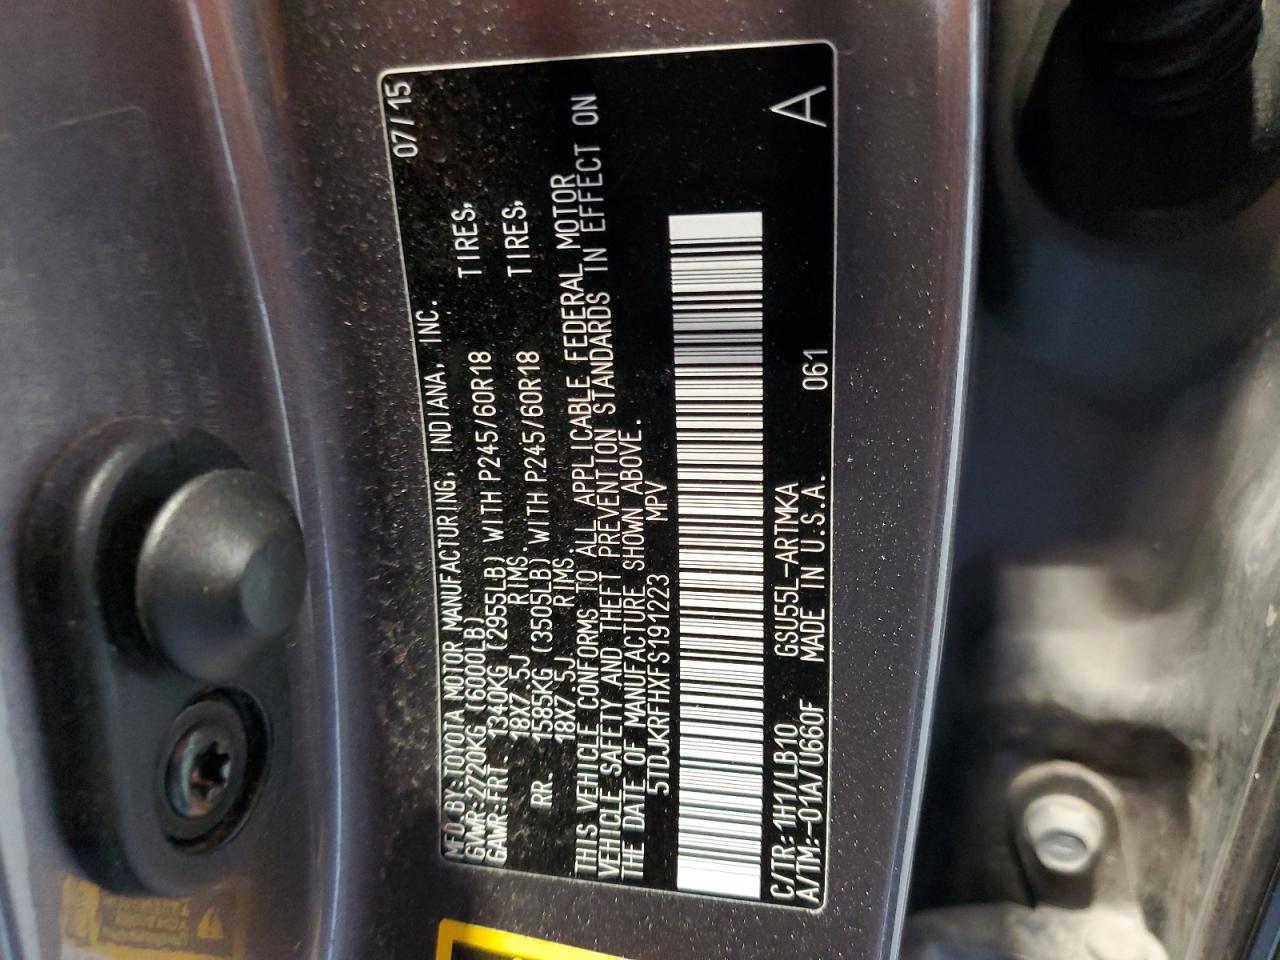 MFD.BY:TOYOTA MOTOR MANUFACTURING, INDIANA, INC. 07/15
GVWR:2720KG(6000LB)
GAWR:FRT 1340KG (2955LB) WITH P245/60R18 TIRES,
18X7.5J RIMS.
RR. 1585KG (3505LB) WITH P245/60R18 TIRES,
18X7.5J RIMS.
THIS VEHICLE CONFORMS TO ALL APPLICABLE FEDERAL MOTOR
VEHICLE SAFETY AND THEFT PREVENTION STANDARDS IN EFFECT ON
THE DATE OF MANUFACTURE SHOWN ABOVE.
5TDJKRFHXFS191223 MPV
C/TR:1H1/LB10 GSU55L-ARTMKA 061 A
A/TM:-01A/U660F MADE IN U.S.A.